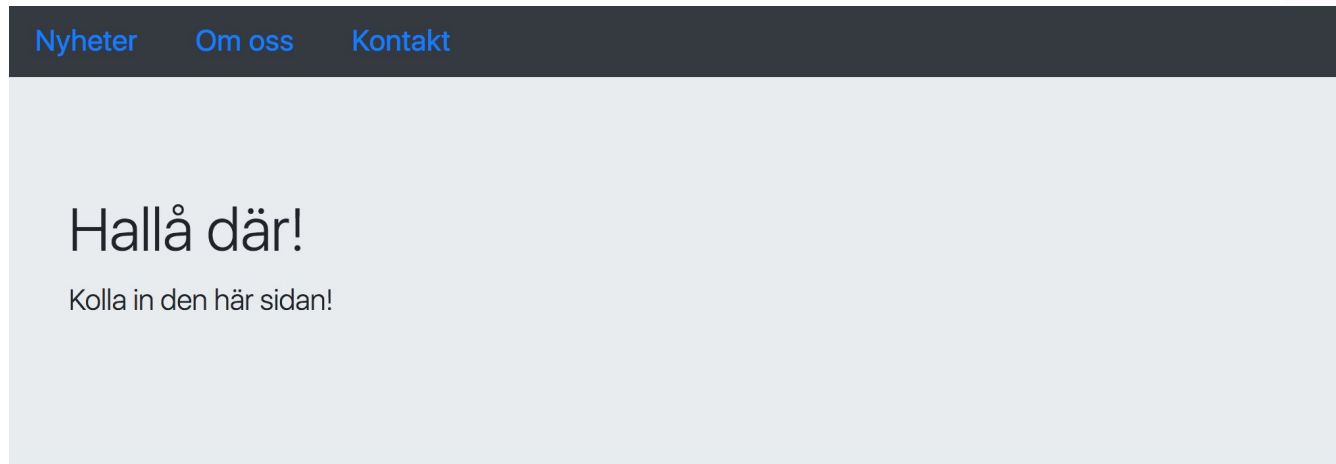 Nyheter Om oss Kontakt
Hallå där!
Kolla in den här sidan!